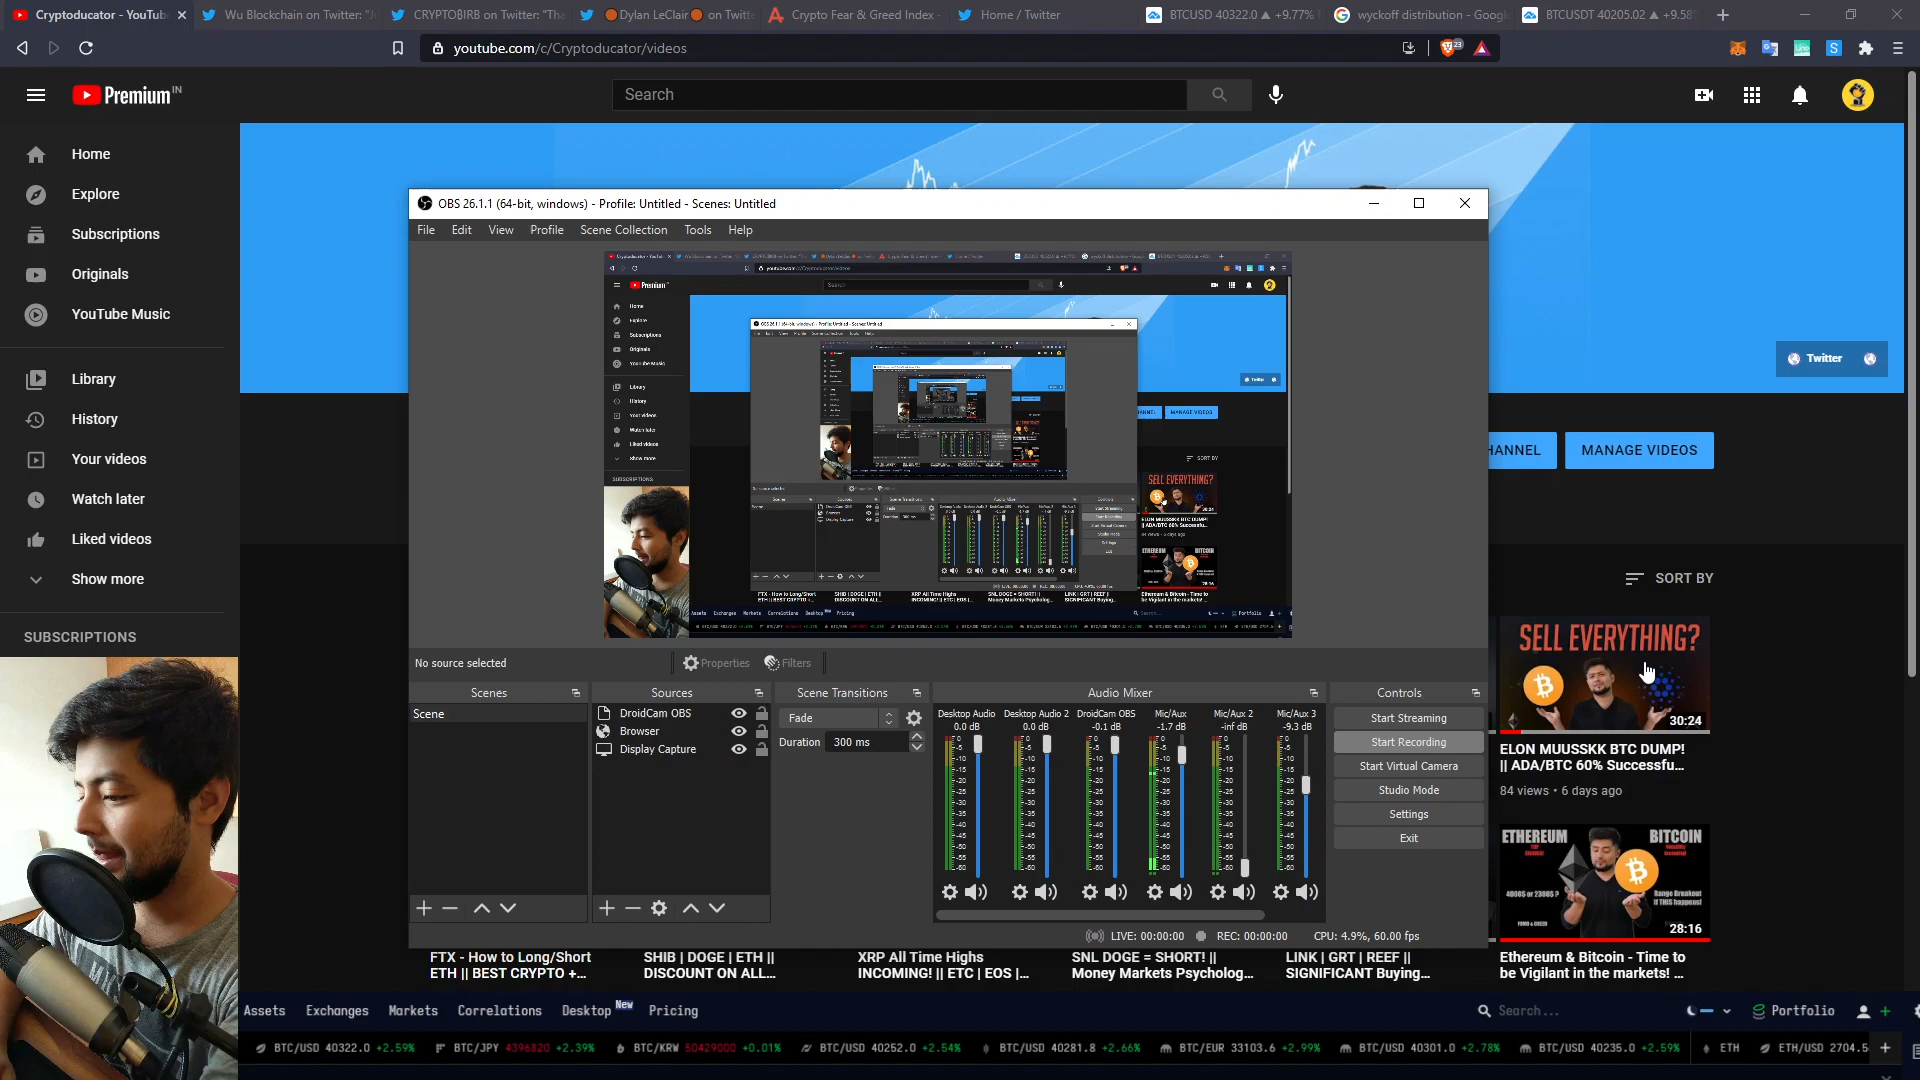 Cryptoducator - YouTub
Wu Blockchain on Twitter: "J
CRYPTO₿IRB on Twitter: "Tha
Dylan LeClair on Twitt
Crypto Fear & Greed Index -
Home / Twitter
BTCUSD 40322.0 ▲ +9.77%
wyckoff distribution - Googl
BTCUSDT 40205.02 ▲ +9.58
youtube.com/c/Cryptoducator/videos
23
Premium IN
Search
Home
Explore
Subscriptions
Originals
YouTube Music
Library
History
Your videos
Watch later
Liked videos
Show more
SUBSCRIPTIONS
Twitter
HANNEL
MANAGE VIDEOS
SORT BY
OBS 26.1.1 (64-bit, windows) - Profile: Untitled - Scenes: Untitled
File Edit View Profile Scene Collection Tools Help
No source selected
Properties
Filters
Scenes
Scene
Sources
DroidCam OBS
Browser
Display Capture
Scene Transitions
Fade
Duration 300 ms
Audio Mixer
Desktop Audio Desktop Audio 2 DroidCam OBS Mic/Aux Mic/Aux 2 Mic/Aux 3
0.0 dB 0.0 dB -0.1 dB -1.7 dB -inf dB -9.3 dB
Controls
Start Streaming
Start Recording
Start Virtual Camera
Studio Mode
Settings
Exit
LIVE: 00:00:00 REC: 00:00:00 CPU: 4.9%, 60.00 fps
SELL EVERYTHING?
30:24
ELON MUUSSKK BTC DUMP!
|| ADA/BTC 60% Successfu...
84 views • 6 days ago
ETHEREUM BITCOIN
4000$ or 2300$ ?
Range Breakout
if THIS happens!
28:16
Ethereum & Bitcoin - Time to
be Vigilant in the markets! ...
FTX - How to Long/Short
ETH || BEST CRYPTO +...
SHIB | DOGE | ETH ||
DISCOUNT ON ALL...
XRP All Time Highs
INCOMING! || ETC | EOS |...
SNL DOGE = SHORT! ||
Money Markets Psycholog...
LINK | GRT | REEF ||
SIGNIFICANT Buying...
Assets Exchanges Markets Correlations Desktop New Pricing
Search...
Portfolio
BTC/USD 40322.0 +2.59%
BTC/JPY 4396820 +2.39%
BTC/KRW 50429000 +0.01%
BTC/USD 40252.0 +2.54%
BTC/USD 40281.8 +2.66%
BTC/EUR 33103.6 +2.99%
BTC/USD 40301.0 +2.78%
BTC/USD 40235.0 +2.59%
ETH
ETH/USD 2704.5